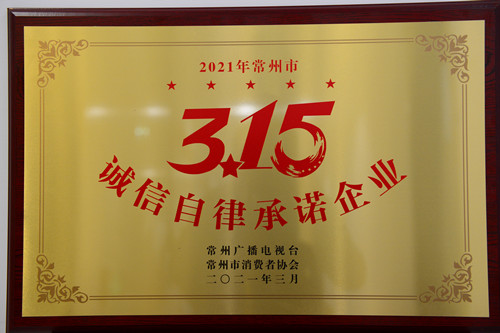 2021年常州市
3.15
诚信自律承诺企业
常州广播电视台
常州市消费者协会
二〇二一年三月